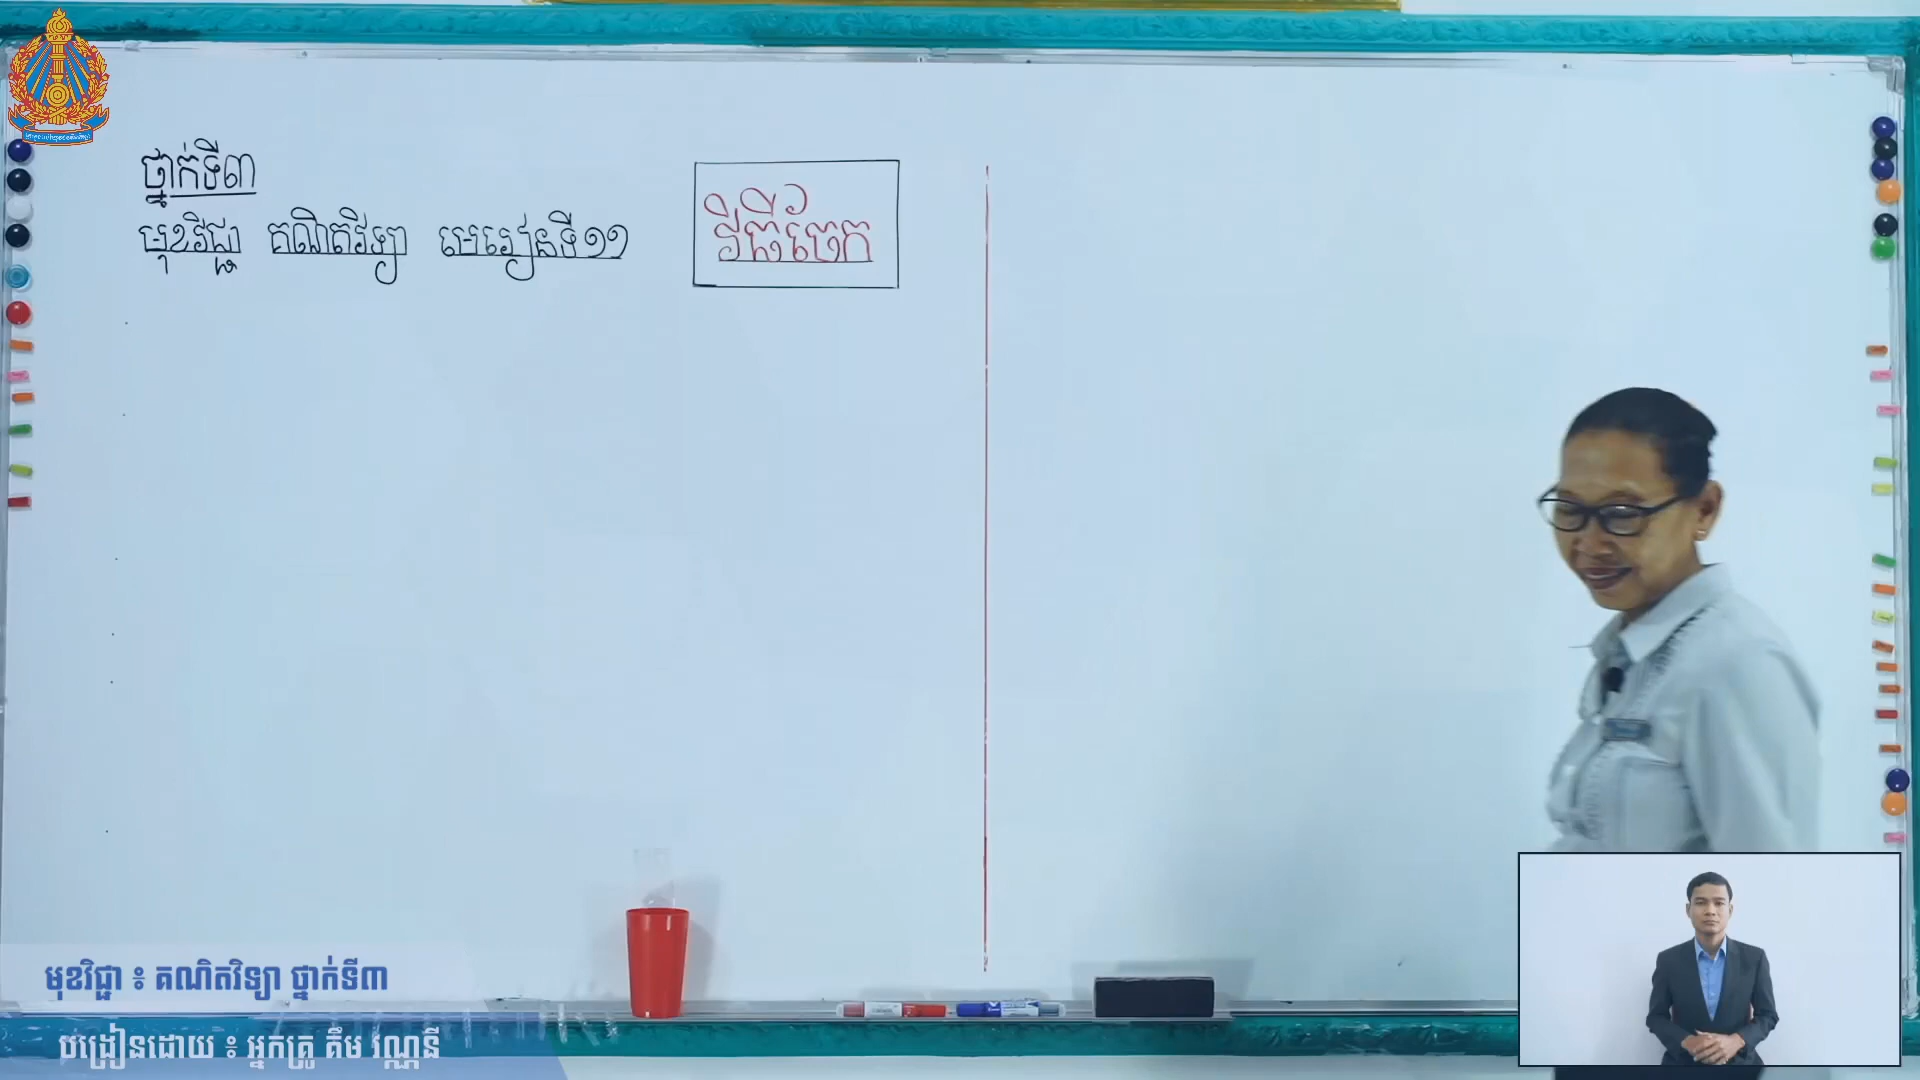 ថ្នាក់ទី៣
មុខវិជ្ជា គណិតវិទ្យា មេរៀនទី១១
វិធីចែក
មុខវិជ្ជា ៖ គណិតវិទ្យា ថ្នាក់ទី៣
បង្រៀនដោយ ៖ អ្នកគ្រូ គឹម វណ្ណនី